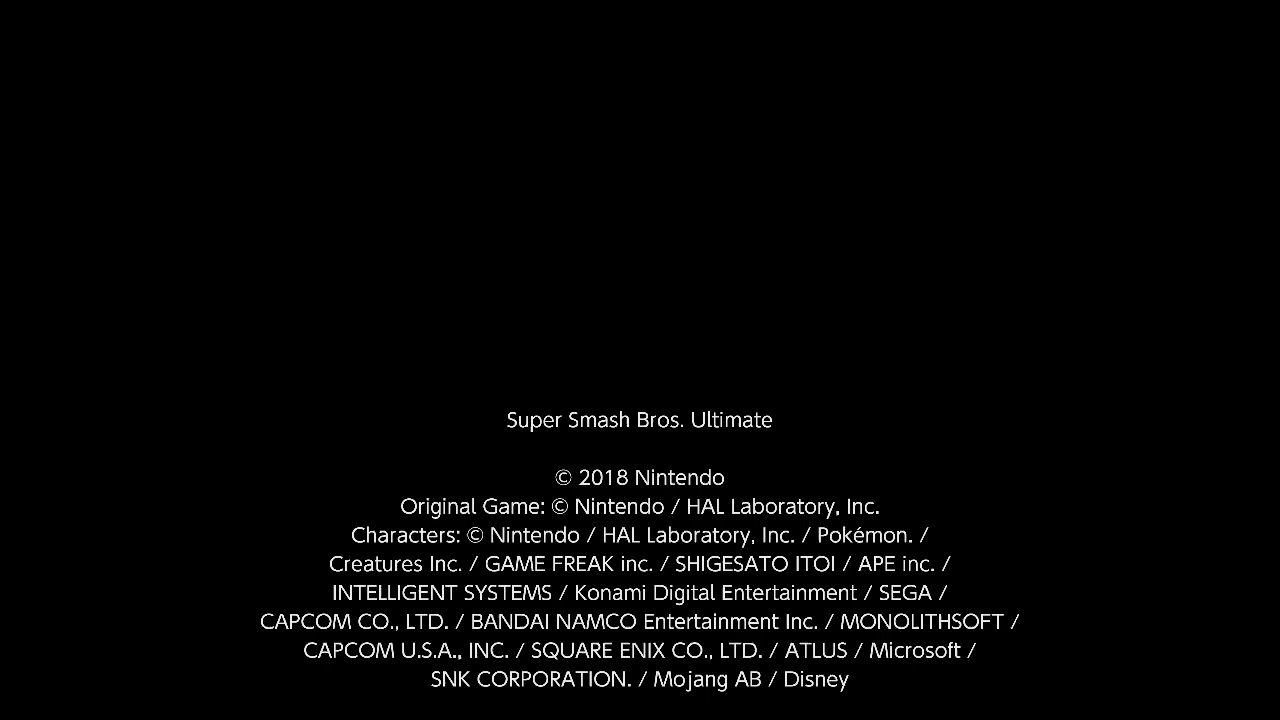 Super Smash Bros. Ultimate
© 2018 Nintendo
Original Game: © Nintendo / HAL Laboratory, Inc.
Characters: © Nintendo / HAL Laboratory, Inc. / Pokémon. /
Creatures Inc. / GAME FREAK inc. / SHIGESATO ITOI / APE inc. /
INTELLIGENT SYSTEMS / Konami Digital Entertainment / SEGA /
CAPCOM CO., LTD. / BANDAI NAMCO Entertainment Inc. / MONOLITHSOFT /
CAPCOM U.S.A., INC. / SQUARE ENIX CO., LTD. / ATLUS / Microsoft /
SNK CORPORATION. / Mojang AB / Disney